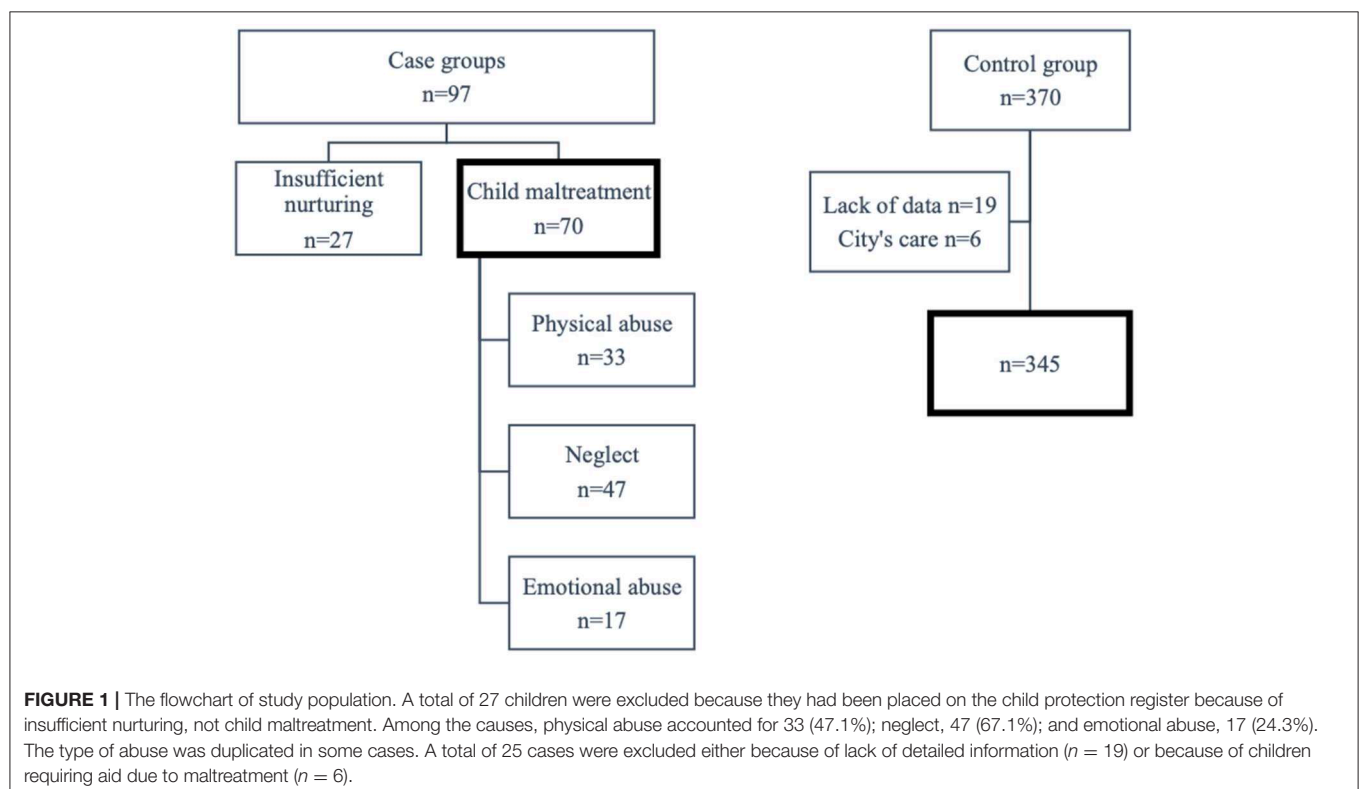 Case groups
n=97
Control group
n=370
Insufficient
nurturing
n=27
Child maltreatment
n=70
Lack of data n=19
City's care n=6
Physical abuse
n=33
n=345
Neglect
n=47
Emotional abuse
n=17
FIGURE 1 | The flowchart of study population. A total of 27 children were excluded because they had been placed on the child protection register because of
insufficient nurturing, not child maltreatment. Among the causes, physical abuse accounted for 33 (47.1%); neglect, 47 (67.1%); and emotional abuse, 17 (24.3%).
The type of abuse was duplicated in some cases. A total of 25 cases were excluded either because of lack of detailed information (n = 19) or because of children
requiring aid due to maltreatment (n = 6).